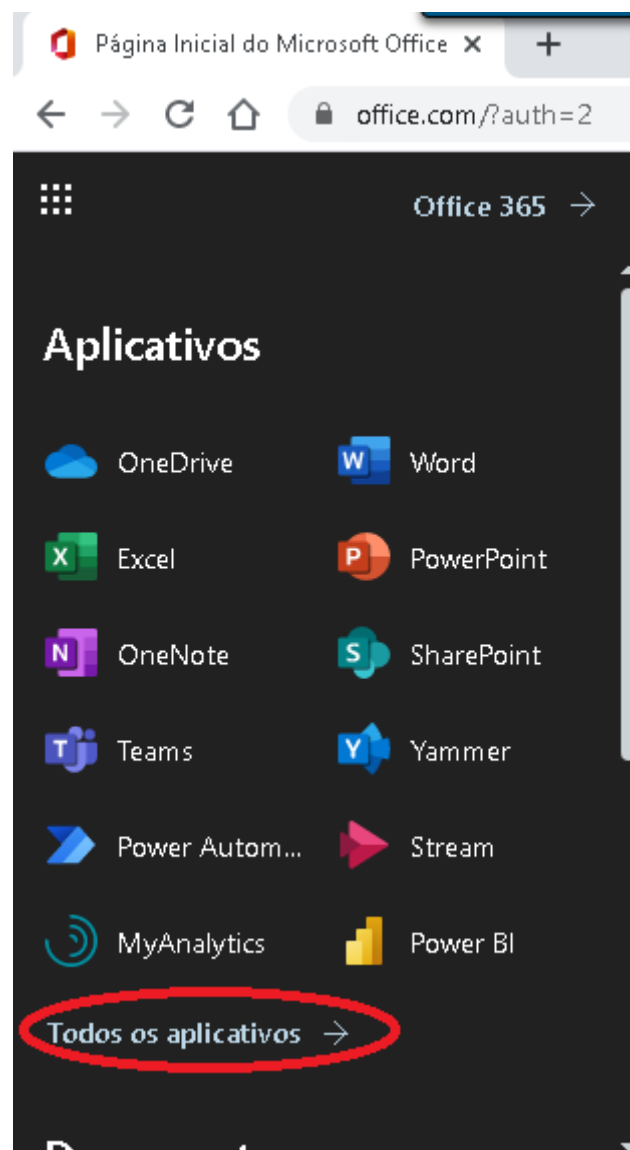 Página Inicial do Microsoft Office
office.com/?auth=2
Office 365
Aplicativos
OneDrive
W Word
X Excel
P PowerPoint
N OneNote
S SharePoint
T Teams
Y Yammer
Power Autom...
Stream
MyAnalytics
Power BI
Todos os aplicativos